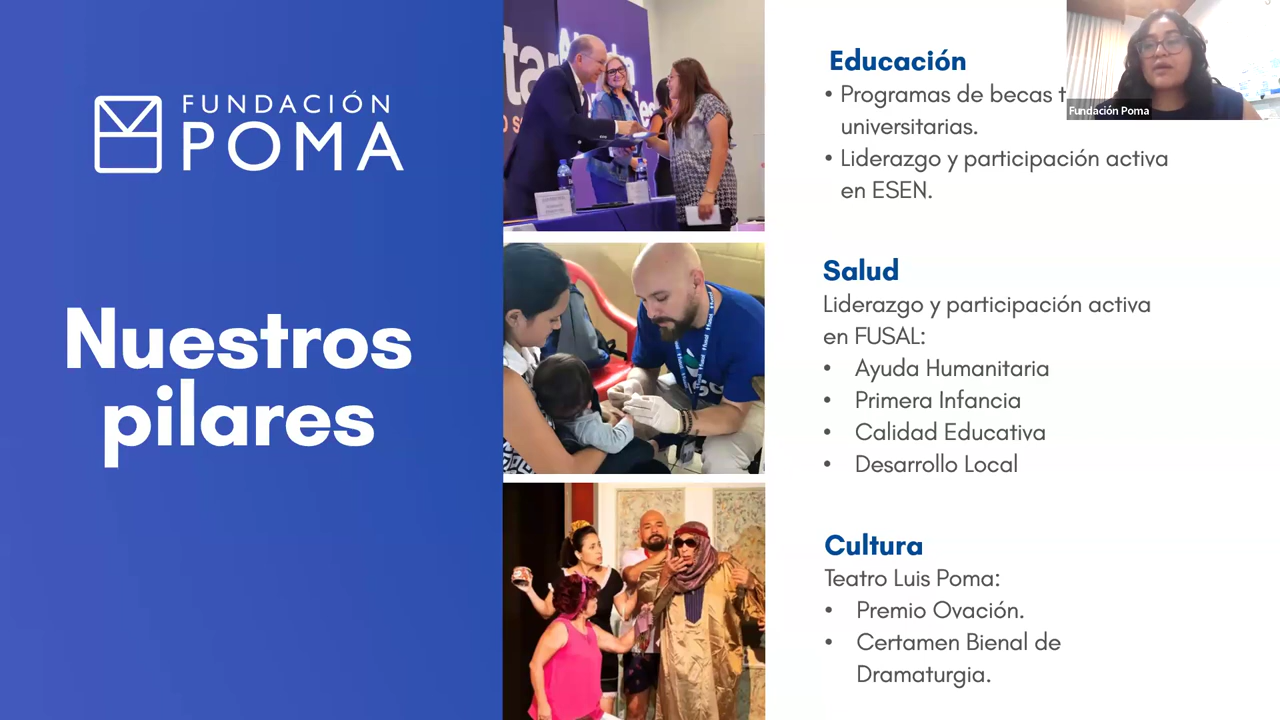 FUNDACIÓN
POMA
Nuestros
pilares
Educación
• Programas de becas t
universitarias.
• Liderazgo y participación activa
en ESEN.
Fundación Poma
Salud
Liderazgo y participación activa
en FUSAL:
• Ayuda Humanitaria
• Primera Infancia
• Calidad Educativa
• Desarrollo Local
Cultura
Teatro Luis Poma:
• Premio Ovación.
• Certamen Bienal de
Dramaturgia.